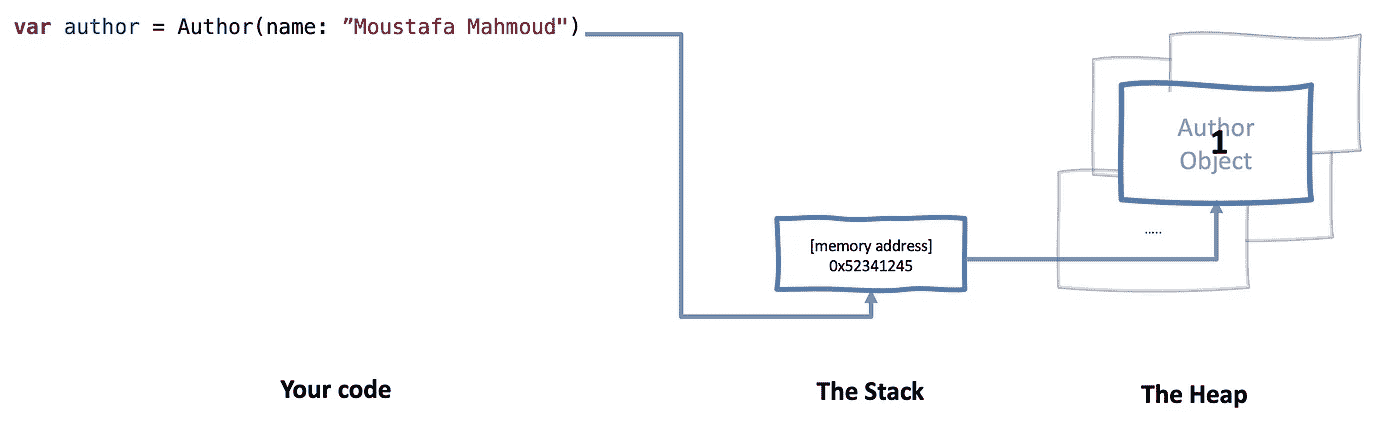 var author = Author(name: ”Moustafa Mahmoud")
Author
1
Object
.....
[memory address]
0x52341245
Your code
The Stack
The Heap